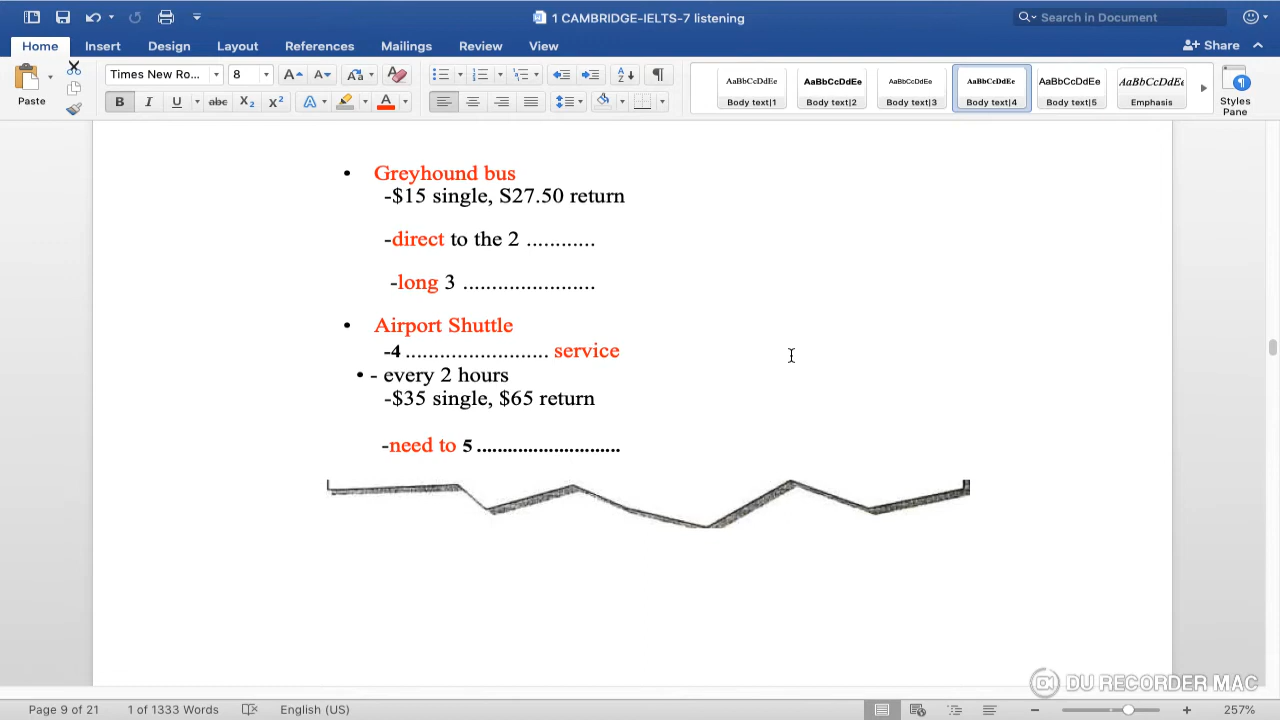 1 CAMBRIDGE-IELTS-7 listening
Search in Document
Home Insert Design Layout References Mailings Review View
Share
Times New Ro... 8
AaBbCcDdEe AaBbCcDdEe AaBbCcDdEe AaBbCcDdEe AaBbCcDdEe AaBbCcDdEe
Paste
B I U abc X2 X2 A A
Body text|1 Body text|2 Body text|3 Body text|4 Body text|5 Emphasis
Styles
Pane
• Greyhound bus
-$15 single, S27.50 return
-direct to the 2 ............
-long 3 .......................
• Airport Shuttle
-4 ......................... service
• - every 2 hours
-$35 single, $65 return
-need to 5 ...........................
DU RECORDER MAC
Page 9 of 21 1 of 1333 Words English (US) 257%